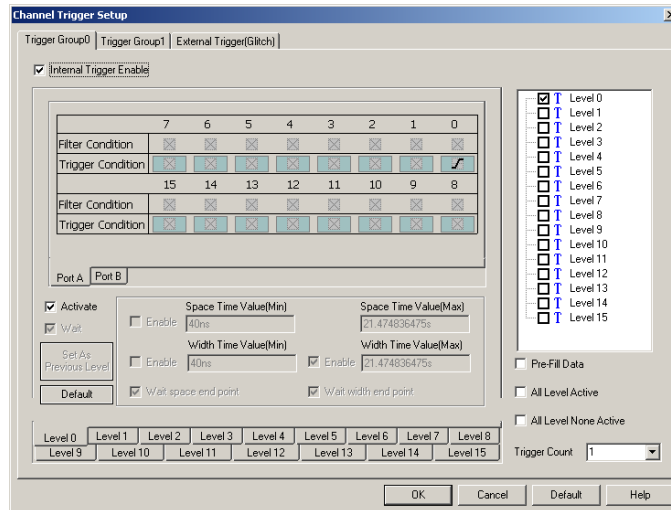 Channel Trigger Setup
Trigger Group0 Trigger Group1 External Trigger(Glitch)
Internal Trigger Enable
7 6 5 4 3 2 1 0
Filter Condition
Trigger Condition
15 14 13 12 11 10 9 8
Filter Condition
Trigger Condition
Port A Port B
Activate
Wait
Set As
Previous Level
Default
Space Time Value(Min) Space Time Value(Max)
Enable 40ns 21.474836475s
Width Time Value(Min) Width Time Value(Max)
Enable 40ns Enable 21.474836475s
Wait space end point Wait width end point
Level 0 Level 1 Level 2 Level 3 Level 4 Level 5 Level 6 Level 7 Level 8
Level 9 Level 10 Level 11 Level 12 Level 13 Level 14 Level 15
T Level 0
T Level 1
T Level 2
T Level 3
T Level 4
T Level 5
T Level 6
T Level 7
T Level 8
T Level 9
T Level 10
T Level 11
T Level 12
T Level 13
T Level 14
T Level 15
Pre-Fill Data
All Level Active
All Level None Active
Trigger Count 1
OK Cancel Default Help